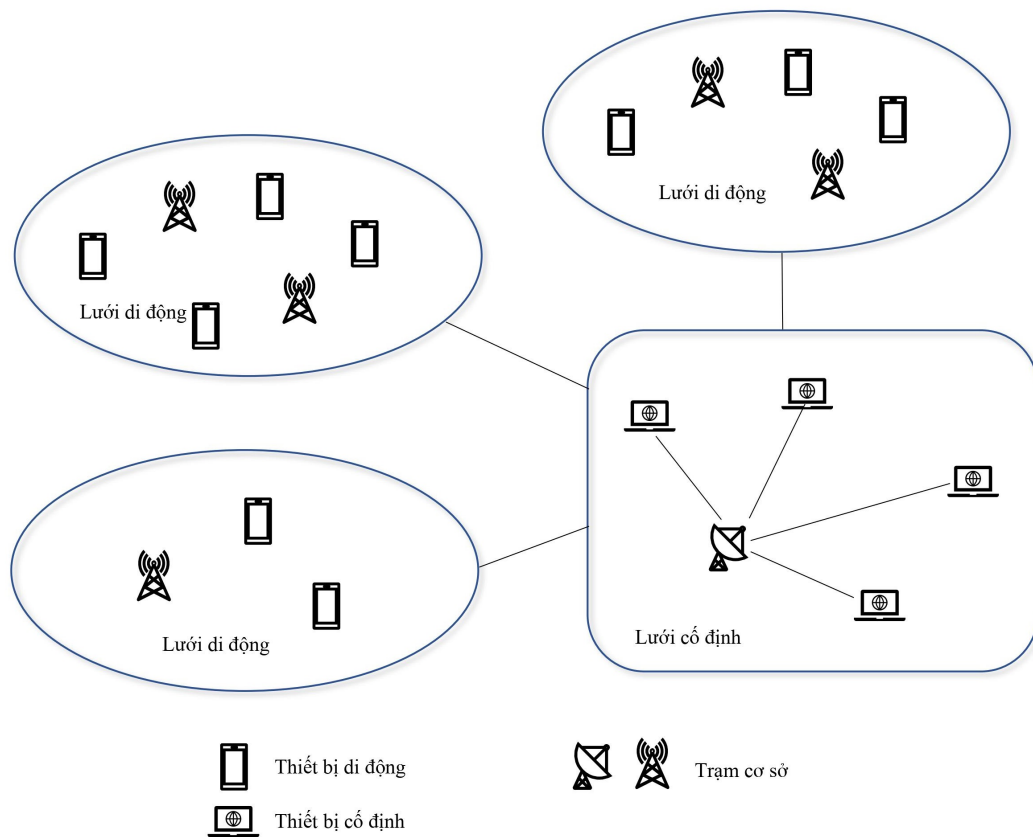 Lưới di động
Lưới di động
Lưới di động
Lưới cố định
Thiết bị di động
Trạm cơ sở
Thiết bị cố định